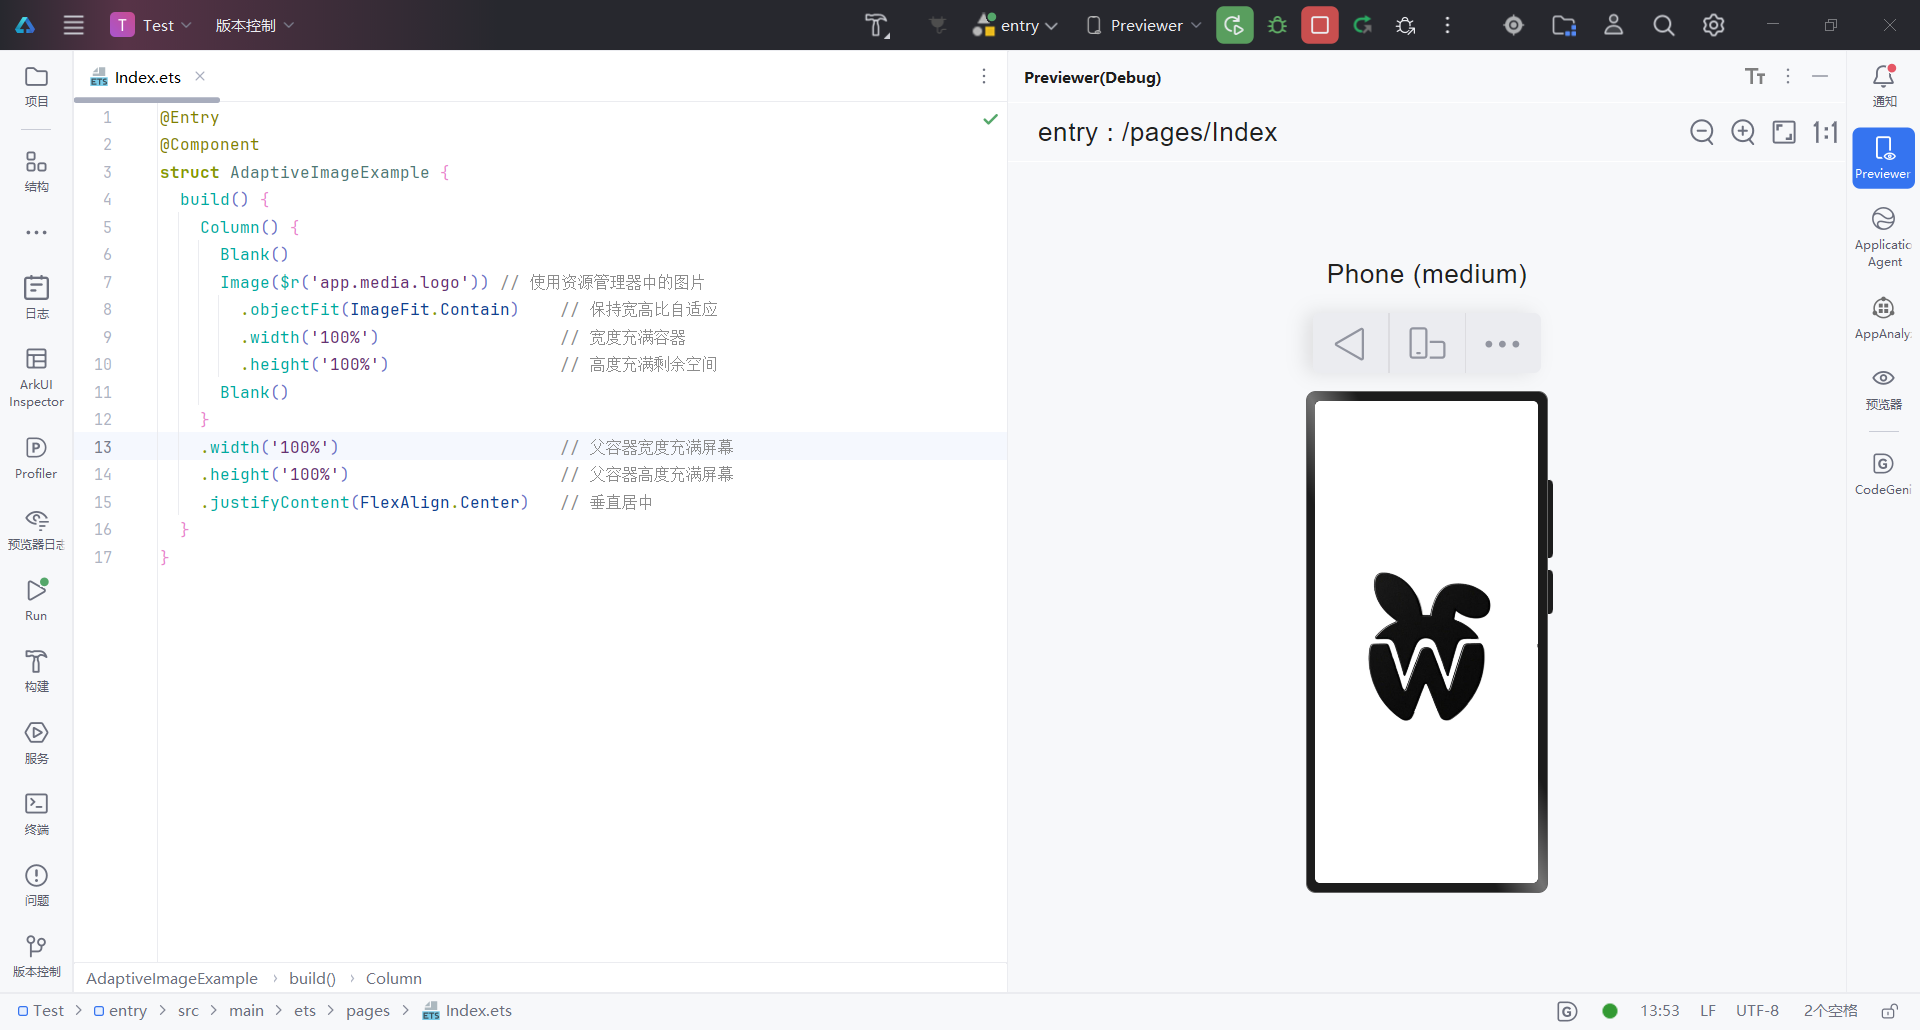 T Test 版本控制 entry Previewer
项目
结构
日志
ArkUI
Inspector
Profiler
预览器日志
Run
构建
服务
终端
问题
版本控制
Index.ets
1 @Entry
2 @Component
3 struct AdaptiveImageExample {
4 build() {
5 Column() {
6 Blank()
7 Image($r('app.media.logo')) // 使用资源管理器中的图片
8 .objectFit(ImageFit.Contain) // 保持宽高比自适应
9 .width('100%') // 宽度充满容器
10 .height('100%') // 高度充满剩余空间
11 Blank()
12 }
13 .width('100%') // 父容器宽度充满屏幕
14 .height('100%') // 父容器高度充满屏幕
15 .justifyContent(FlexAlign.Center) // 垂直居中
16 }
17 }
AdaptiveImageExample › build() › Column
Previewer(Debug)
Tт
entry : /pages/Index
1:1
Phone (medium)
W
通知
Previewer
Applicatic
Agent
AppAnaly
预览器
CodeGeni
Test > entry > src > main > ets > pages > Index.ets
13:53 LF UTF-8 2个空格